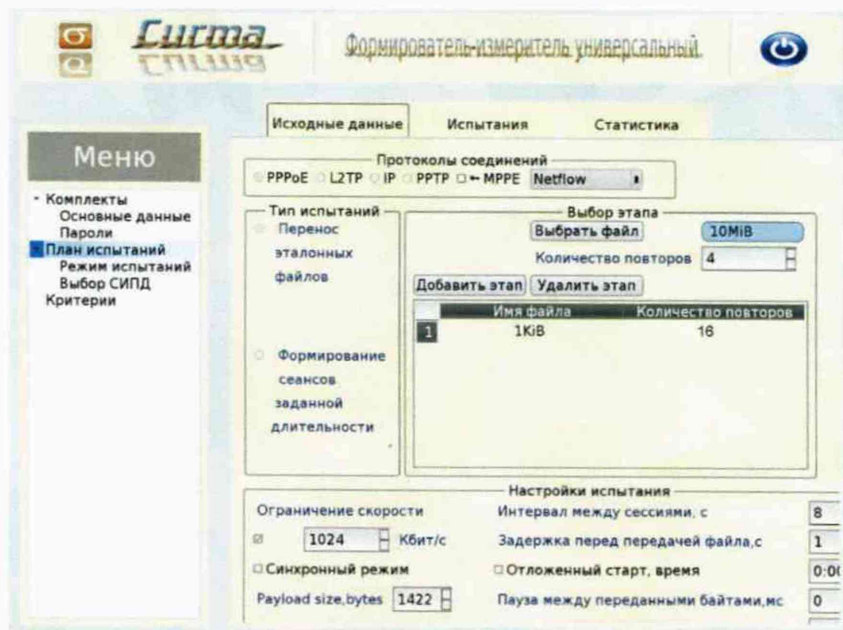 Сигма Формирователь-измеритель универсальный
Исходные данные Испытания Статистика
Меню
- Комплекты
Основные данные
Пароли
План испытаний
Режим испытаний
Выбор СИПД
Критерии
Протоколы соединений
PPPoE L2TP IP PPTP MPPE Netflow
Тип испытаний
Перенос
эталонных
файлов
Формирование
сеансов
заданной
длительности
Выбор этапа
Выбрать файл 10MiB
Количество повторов 4
Добавить этап Удалить этап
Имя файла Количество повторов
1 1KiB 16
Настройки испытания
Ограничение скорости Интервал между сессиями, с 8
1024 Кбит/с Задержка перед передачей файла,с 1
Синхронный режим Отложенный старт, время 0:00
Payload size,bytes 1422 Пауза между переданными байтами,мс 0